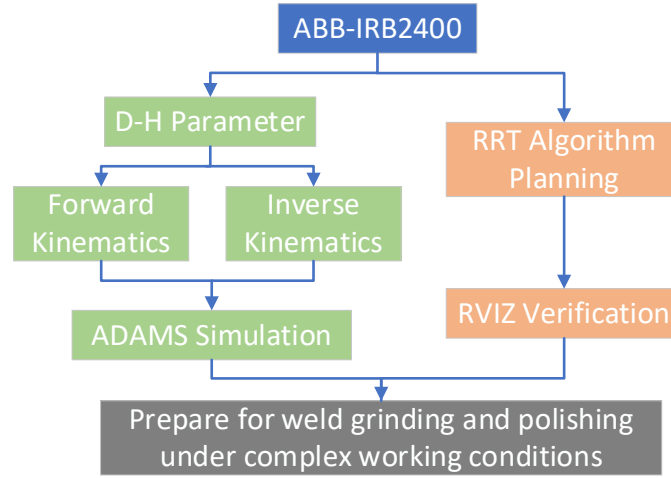 ABB-IRB2400
D-H Parameter
RRT Algorithm
Planning
Forward
Kinematics
Inverse
Kinematics
ADAMS Simulation
RVIZ Verification
Prepare for weld grinding and polishing
under complex working conditions